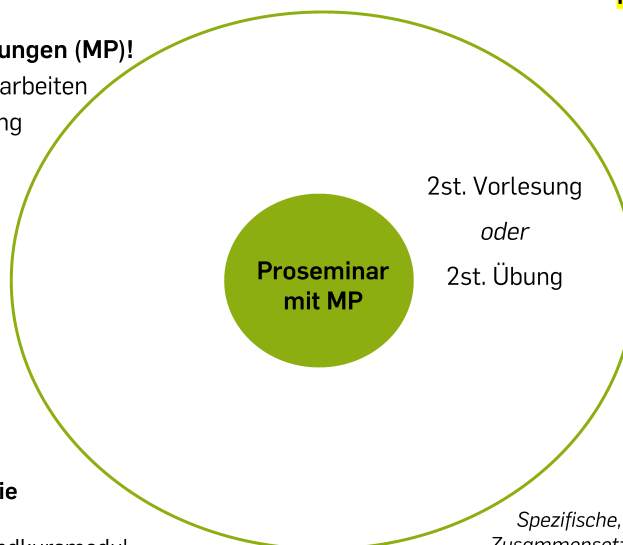 ungen (MP)!
arbeiten
ng
2st. Vorlesung
oder
2st. Übung
Proseminar
mit MP
ie
Spezifische,